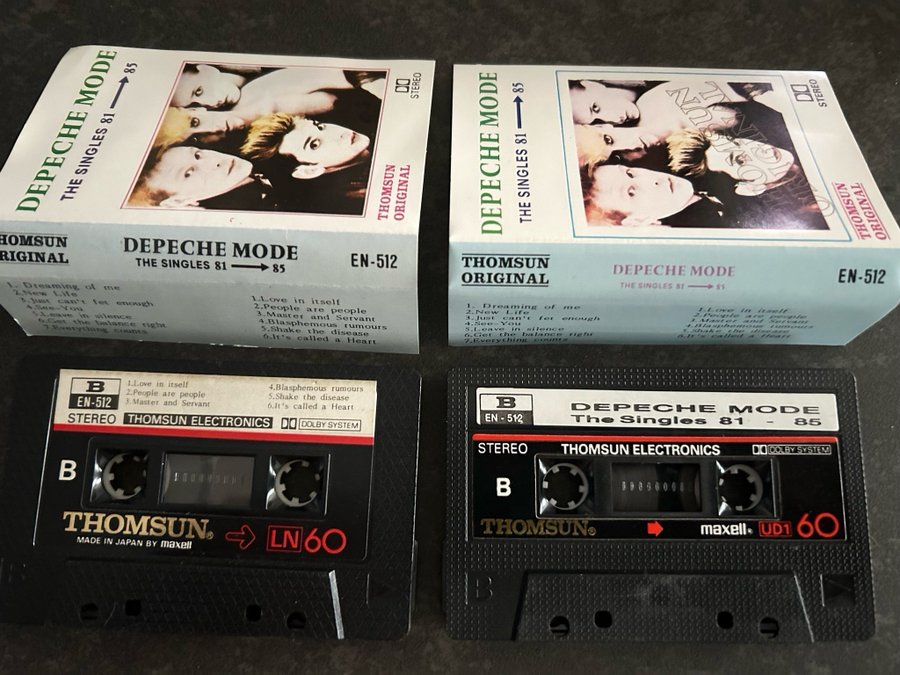 DEPECHE MODE
THE SINGLES 81 → 85
STEREO
THOMSUN
ORIGINAL
HOMSUN
RIGINAL
DEPECHE MODE
THE SINGLES 81 → 85
EN-512
1. Dreaming of me
2.New Life
3.Just can't fet enough
4.See-You
5.Leave in silence
6.Get the balance right
7.Everything counts
1.Love in itself
2.People are people
3.Master and Servant
4.Blasphemous rumours
5.Shake the disease
6.It's called a Heart
DEPECHE MODE
THE SINGLES 81 → 85
STEREO
THOMSUN
ORIGINAL
THOMSUN
ORIGINAL
DEPECHE MODE
THE SINGLES 81 → 85
EN-512
1. Dreaming of me
2.New Life
3.Just can't fet enough
4.See-You
5.Leave in silence
6.Get the balance right
7.Everything counts
1.Love in itself
2.People are people
3.Master and Servant
4.Blasphemous rumours
5.Shake the disease
6.It's called a Heart
B
EN-512
1.Love in itself
2.People are people
3.Master and Servant
4.Blasphemous rumours
5.Shake the disease
6.It's called a Heart
STEREO THOMSUN ELECTRONICS DOLBY SYSTEM
B
THOMSUN®
MADE IN JAPAN BY maxell
LN 60
B
B
EN-512
DEPECHE MODE
The Singles 81 - 85
STEREO THOMSUN ELECTRONICS DOLBY SYSTEM
B
THOMSUN® maxell® UD1 60
B